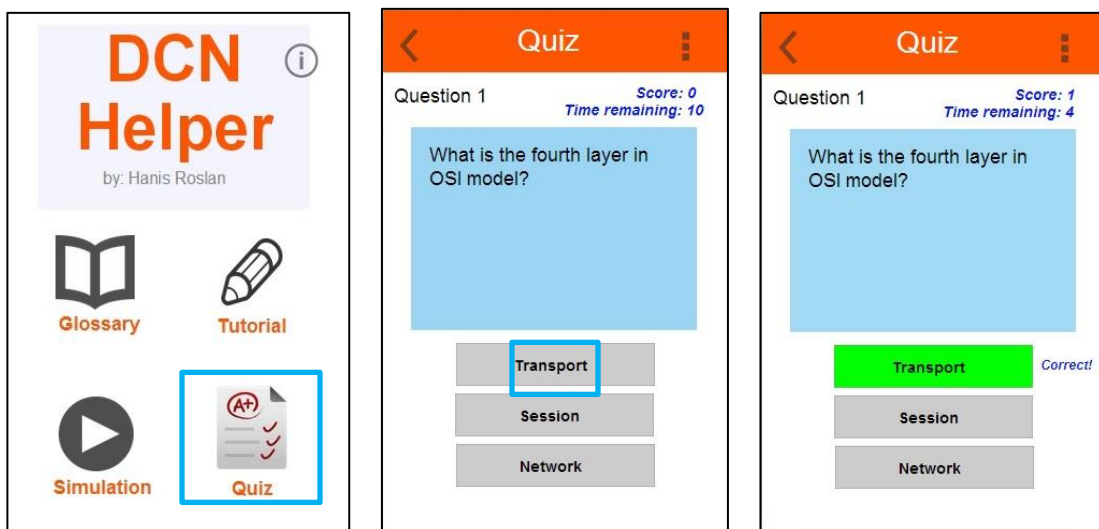 DCN
Helper
by: Hanis Roslan
i
Glossary
Tutorial
A+
Simulation
Quiz
Quiz
Question 1
Score: 0
Time remaining: 10
What is the fourth layer in
OSI model?
Transport
Session
Network
Quiz
Question 1
Score: 1
Time remaining: 4
What is the fourth layer in
OSI model?
Transport
Correct!
Session
Network